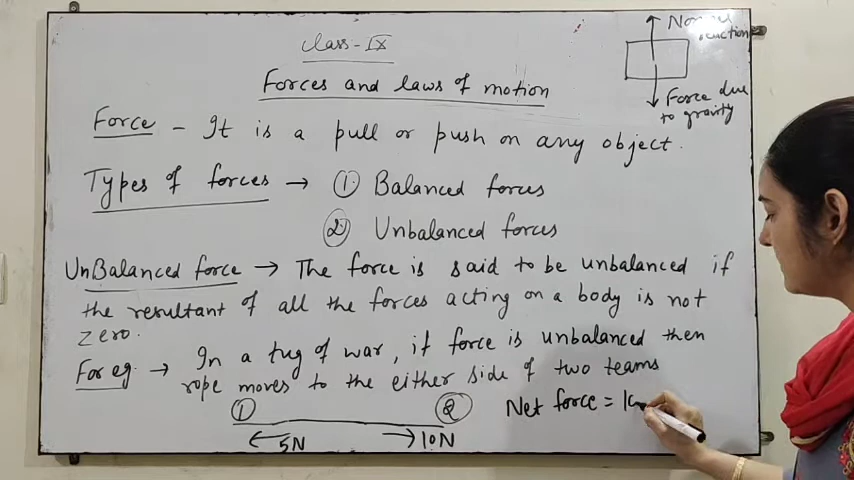 Class-IX
Forces and laws of motion
Force due
to gravity
Force - It is a pull or push on any object.
Types of forces → ① Balanced forces
② Unbalanced forces
UnBalanced force → The force is said to be unbalanced if
the resultant of all the forces acting on a body is not
zero.
For eg. → In a tug of war, if force is unbalanced then
rope moves to the either side of two teams
① ②
Net force =
← 5N → 10N